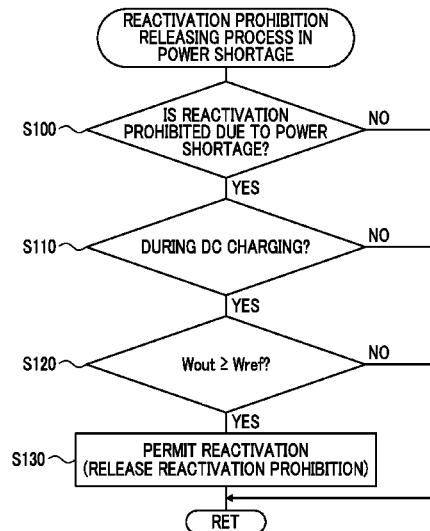 REACTIVATION PROHIBITION
RELEASING PROCESS IN
POWER SHORTAGE
S100
IS REACTIVATION
PROHIBITED DUE TO POWER
SHORTAGE?
NO
YES
S110
DURING DC CHARGING?
NO
YES
S120
Wout ≥ Wref?
NO
YES
S130
PERMIT REACTIVATION
(RELEASE REACTIVATION PROHIBITION)
RET